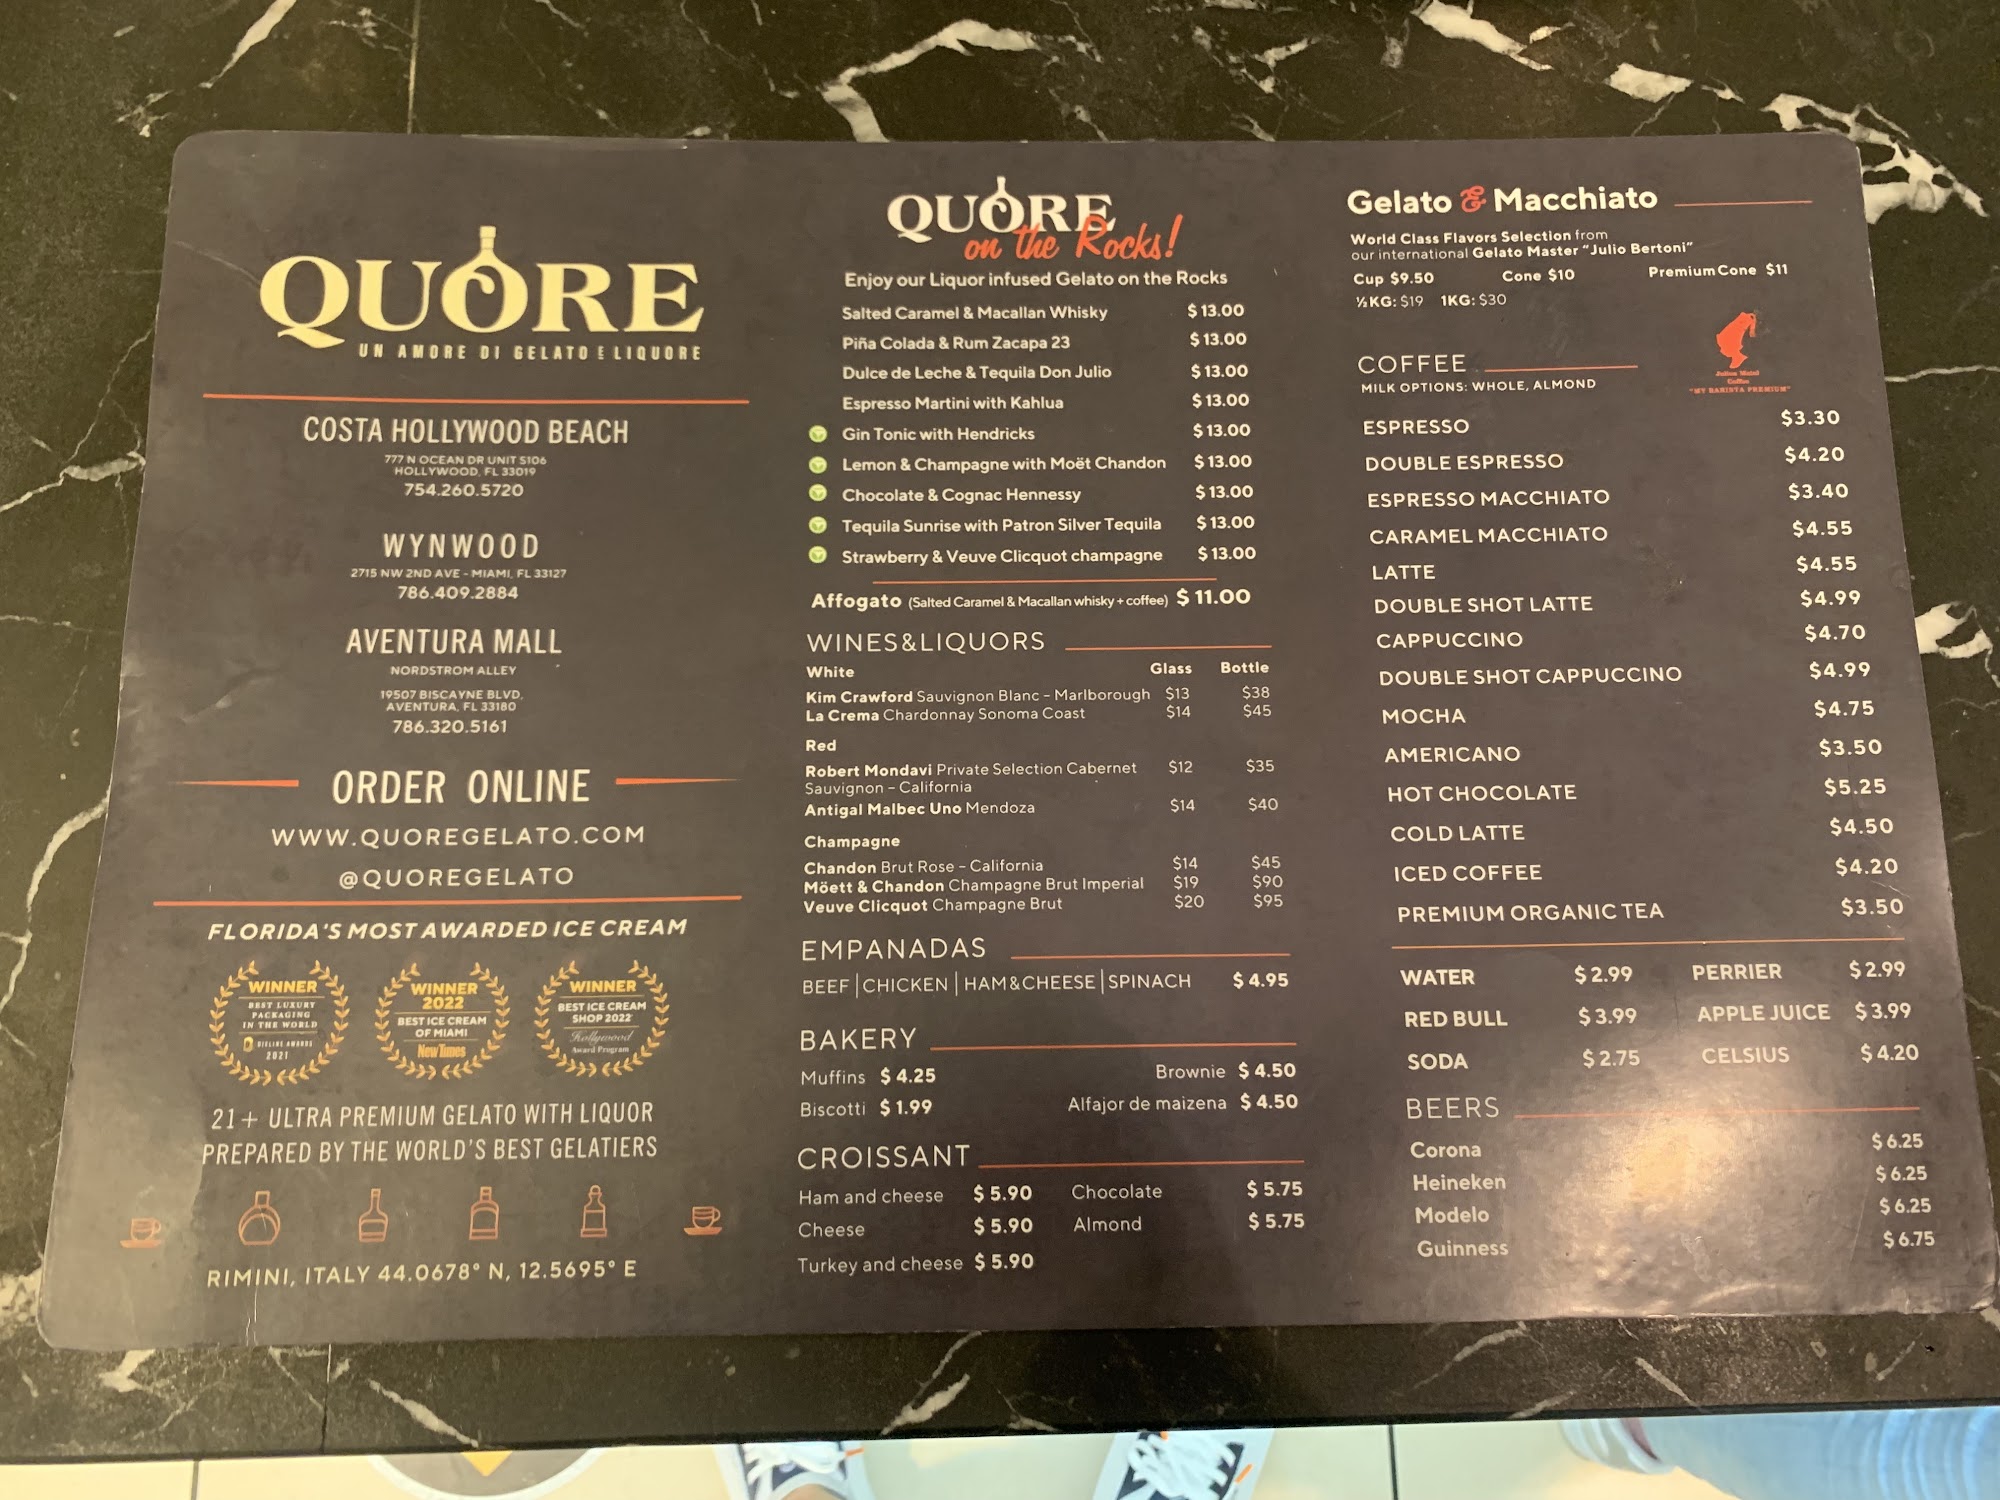 QUORE
UN AMORE DI GELATO E LIQUORE
COSTA HOLLYWOOD BEACH
777 N OCEAN DR UNIT S106
HOLLYWOOD, FL 33019
754.260.5720
WYNWOOD
2715 NW 2ND AVE - MIAMI, FL 33127
786.409.2884
AVENTURA MALL
NORDSTROM ALLEY
19507 BISCAYNE BLVD,
AVENTURA, FL 33180
786.320.5161
ORDER ONLINE
WWW.QUOREGELATO.COM
@QUOREGELATO
FLORIDA'S MOST AWARDED ICE CREAM
WINNER
BEST LUXURY
PACKAGING
IN THE WORLD
DIELINE AWARDS
2021
WINNER
2022
BEST ICE CREAM
OF MIAMI
New Times
WINNER
BEST ICE CREAM
SHOP 2022
Hollywood
Award Program
21+ ULTRA PREMIUM GELATO WITH LIQUOR
PREPARED BY THE WORLD'S BEST GELATIERS
RIMINI, ITALY 44.0678° N, 12.5695° E
QUORE
on the Rocks!
Enjoy our Liquor infused Gelato on the Rocks
Salted Caramel & Macallan Whisky $ 13.00
Piña Colada & Rum Zacapa 23 $ 13.00
Dulce de Leche & Tequila Don Julio $ 13.00
Espresso Martini with Kahlua $ 13.00
Gin Tonic with Hendricks $ 13.00
Lemon & Champagne with Moët Chandon $ 13.00
Chocolate & Cognac Hennessy $ 13.00
Tequila Sunrise with Patron Silver Tequila $ 13.00
Strawberry & Veuve Clicquot champagne $ 13.00
Affogato (Salted Caramel & Macallan whisky + coffee) $ 11.00
WINES&LIQUORS
White Glass Bottle
Kim Crawford Sauvignon Blanc – Marlborough $13 $38
La Crema Chardonnay Sonoma Coast $14 $45
Red
Robert Mondavi Private Selection Cabernet $12 $35
Sauvignon – California
Antigal Malbec Uno Mendoza $14 $40
Champagne
Chandon Brut Rose – California $14 $45
Möett & Chandon Champagne Brut Imperial $19 $90
Veuve Clicquot Champagne Brut $20 $95
EMPANADAS
BEEF|CHICKEN|HAM&CHEESE|SPINACH $ 4.95
BAKERY
Muffins $ 4.25 Brownie $ 4.50
Biscotti $ 1.99 Alfajor de maizena $ 4.50
CROISSANT
Ham and cheese $ 5.90 Chocolate $ 5.75
Cheese $ 5.90 Almond $ 5.75
Turkey and cheese $ 5.90
Gelato & Macchiato
World Class Flavors Selection from
our international Gelato Master "Julio Bertoni"
Cup $9.50 Cone $10 Premium Cone $11
½KG: $19 1KG: $30
Julius Meinl
Coffee
"MY BARISTA PREMIUM"
COFFEE
MILK OPTIONS: WHOLE, ALMOND
ESPRESSO $3.30
DOUBLE ESPRESSO $4.20
ESPRESSO MACCHIATO $3.40
CARAMEL MACCHIATO $4.55
LATTE $4.55
DOUBLE SHOT LATTE $4.99
CAPPUCCINO $4.70
DOUBLE SHOT CAPPUCCINO $4.99
MOCHA $4.75
AMERICANO $3.50
HOT CHOCOLATE $5.25
COLD LATTE $4.50
ICED COFFEE $4.20
PREMIUM ORGANIC TEA $3.50
WATER $ 2.99 PERRIER $ 2.99
RED BULL $ 3.99 APPLE JUICE $ 3.99
SODA $ 2.75 CELSIUS $ 4.20
BEERS
Corona $ 6.25
Heineken $ 6.25
Modelo $ 6.25
Guinness $ 6.75